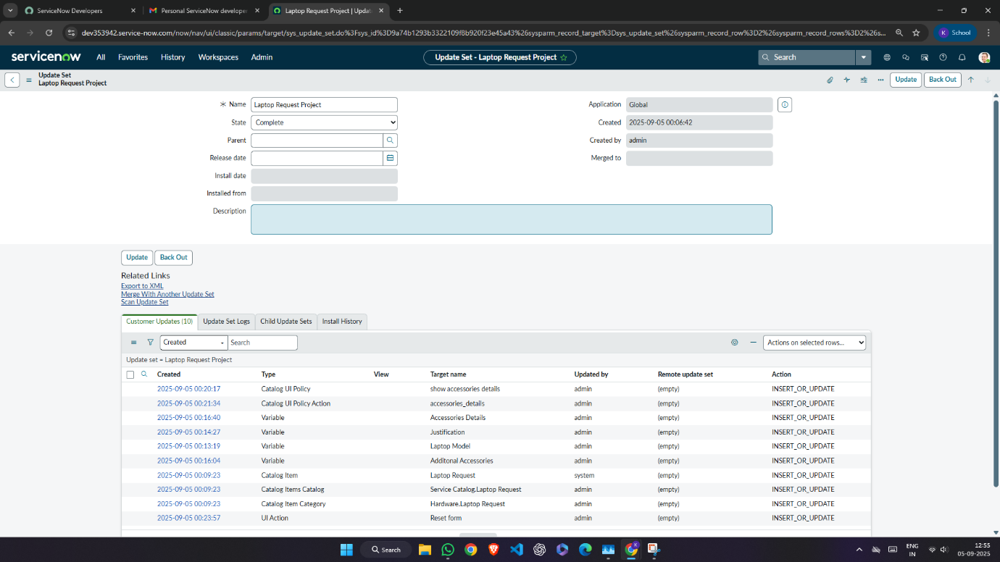 ServiceNow Developers
Personal ServiceNow developer
Laptop Request Project | Update
dev353942.service-now.com/now/nav/ui/classic/params/target/sys_update_set.do%3Fsys_id%3D9a74b1293b3322109f8b920f23e45a43%26sysparm_record_target%3Dsys_update_set%26sysparm_record_row%3D2%26sysparm_record_rows%3D2%26s...
K School
servicenow All Favorites History Workspaces Admin Update Set - Laptop Request Project Search
Update Set
Laptop Request Project
Update Back Out
Name Laptop Request Project Application Global
State Complete Created 2025-09-05 00:06:42
Parent Created by admin
Release date Merged to
Install date
Installed from
Description
Update Back Out
Related Links
Export to XML
Merge With Another Update Set
Scan Update Set
Customer Updates (10) Update Set Logs Child Update Sets Install History
Created Search Actions on selected rows...
Update set = Laptop Request Project
Created Type View Target name Updated by Remote update set Action
2025-09-05 00:20:17 Catalog UI Policy show accessories details admin (empty) INSERT_OR_UPDATE
2025-09-05 00:21:34 Catalog UI Policy Action accessories_details admin (empty) INSERT_OR_UPDATE
2025-09-05 00:16:40 Variable Accessories Details admin (empty) INSERT_OR_UPDATE
2025-09-05 00:14:27 Variable Justification admin (empty) INSERT_OR_UPDATE
2025-09-05 00:13:19 Variable Laptop Model admin (empty) INSERT_OR_UPDATE
2025-09-05 00:16:04 Variable Additonal Accessories admin (empty) INSERT_OR_UPDATE
2025-09-05 00:09:23 Catalog Item Laptop Request system (empty) INSERT_OR_UPDATE
2025-09-05 00:09:23 Catalog Items Catalog Service Catalog.Laptop Request admin (empty) INSERT_OR_UPDATE
2025-09-05 00:09:23 Catalog Item Category Hardware.Laptop Request admin (empty) INSERT_OR_UPDATE
2025-09-05 00:23:57 UI Action Reset form admin (empty) INSERT_OR_UPDATE
Search
K
ENG
IN
12:55
05-09-2025